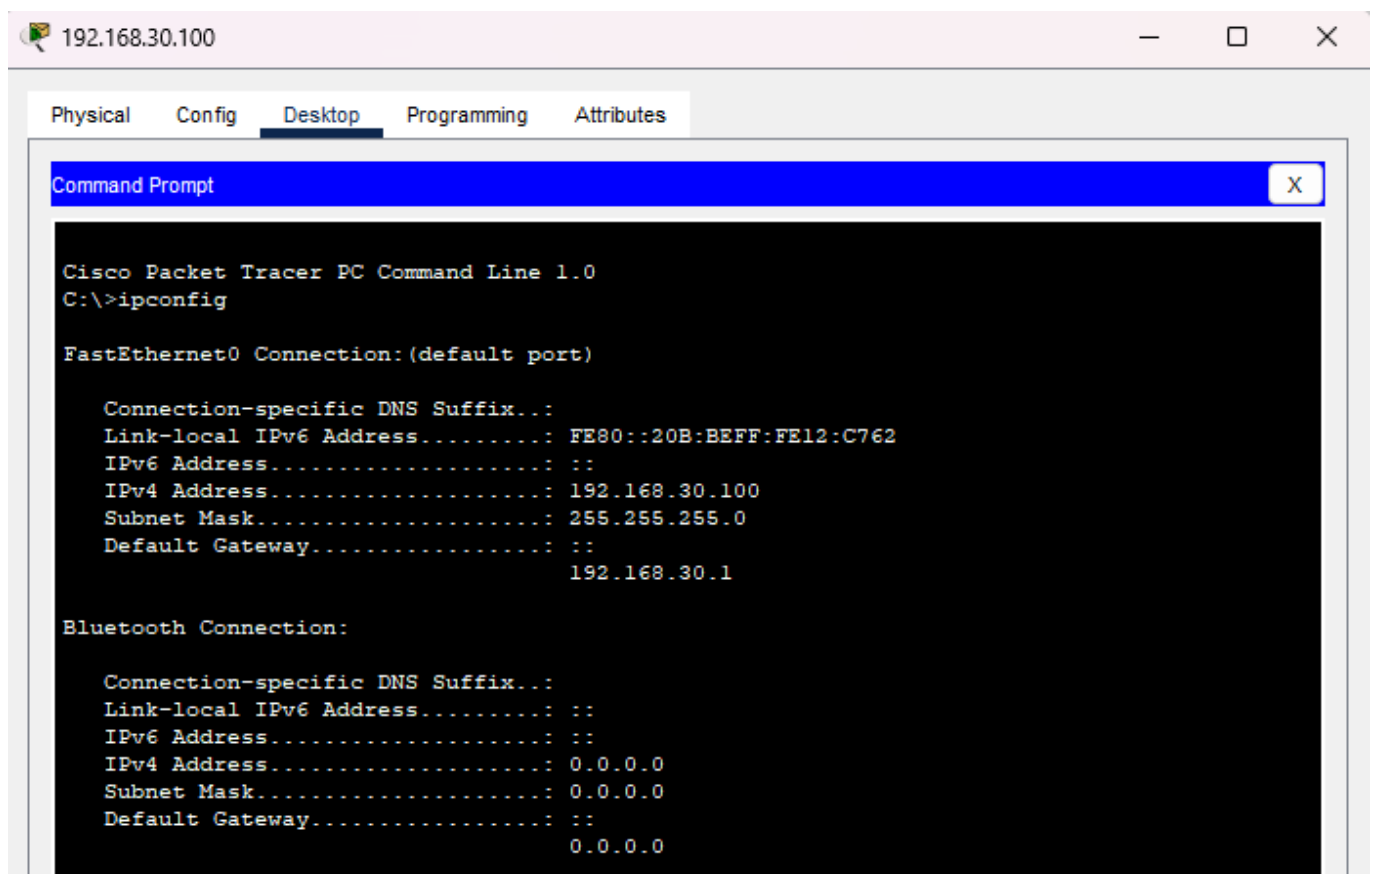 192.168.30.100
Physical Config Desktop Programming Attributes
Command Prompt X
Cisco Packet Tracer PC Command Line 1.0
C:\>ipconfig
FastEthernet0 Connection:(default port)
Connection-specific DNS Suffix..:
Link-local IPv6 Address.........: FE80::20B:BEFF:FE12:C762
IPv6 Address....................: ::
IPv4 Address....................: 192.168.30.100
Subnet Mask.....................: 255.255.255.0
Default Gateway.................: ::
192.168.30.1
Bluetooth Connection:
Connection-specific DNS Suffix..:
Link-local IPv6 Address.........: ::
IPv6 Address....................: ::
IPv4 Address....................: 0.0.0.0
Subnet Mask.....................: 0.0.0.0
Default Gateway.................: ::
0.0.0.0